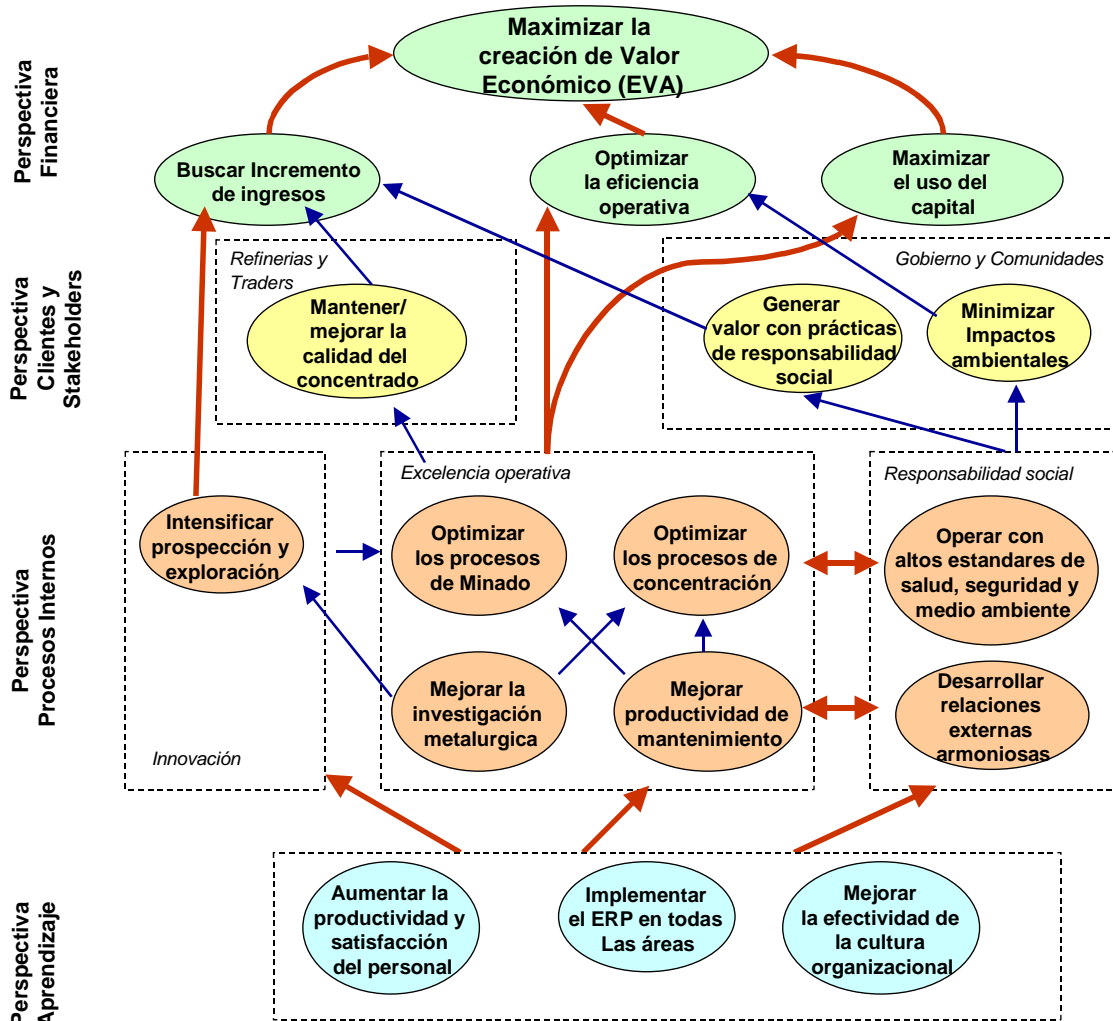 Perspectiva
Financiera
Maximizar la
creación de Valor
Económico (EVA)
Buscar Incremento
de ingresos
Optimizar
la eficiencia
operativa
Maximizar
el uso del
capital
Perspectiva
Clientes y
Stakeholders
Refinerias y
Traders
Mantener/
mejorar la
calidad del
concentrado
Gobierno y Comunidades
Generar
valor con prácticas
de responsabilidad
social
Minimizar
Impactos
ambientales
Perspectiva
Procesos Internos
Intensificar
prospección y
exploración
Innovación
Excelencia operativa
Optimizar
los procesos
de Minado
Optimizar
los procesos de
concentración
Mejorar la
investigación
metalurgica
Mejorar
productividad de
mantenimiento
Responsabilidad social
Operar con
altos estandares de
salud, seguridad y
medio ambiente
Desarrollar
relaciones
externas
armoniosas
Perspectiva
Aprendizaje
Aumentar la
productividad y
satisfacción
del personal
Implementar
el ERP en todas
Las áreas
Mejorar
la efectividad de
la cultura
organizacional